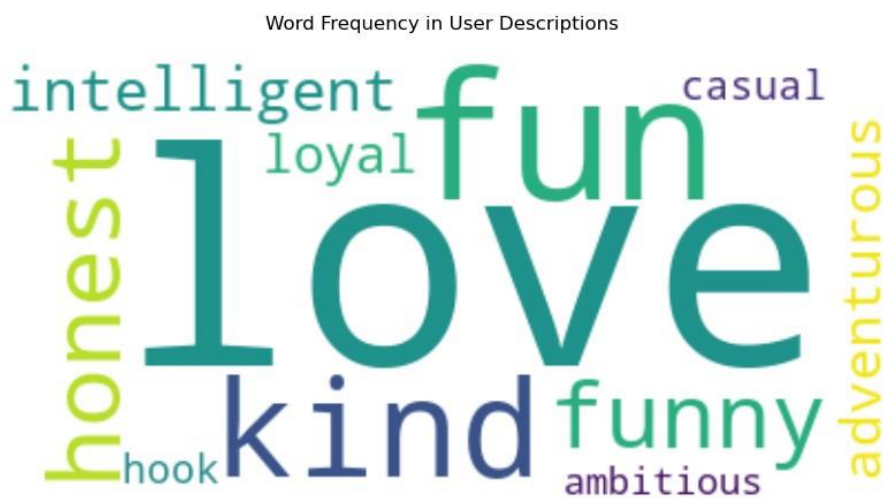 Word Frequency in User Descriptions
intelligent
fun
casual
loyal
honest
love
adventurous
kind
funny
hook
ambitious